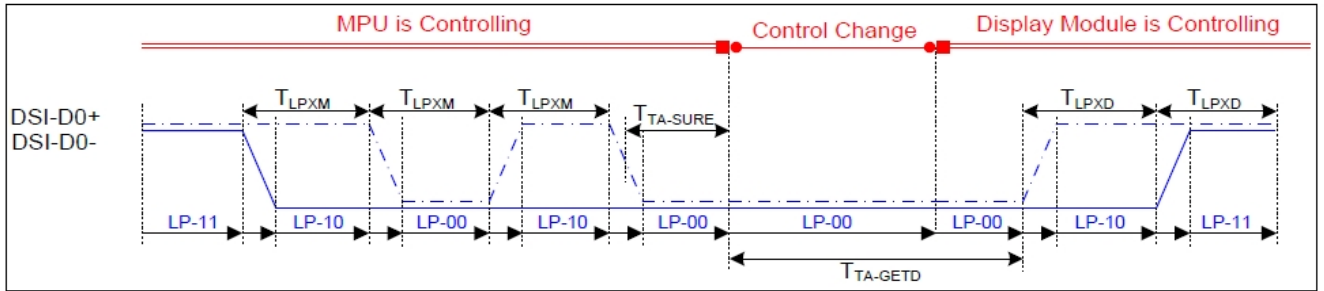 MPU is Controlling
Control Change
Display Module is Controlling
TLPXM
TLPXM
TLPXM
TTA-SURE
TLPXD
TLPXD
DSI-D0+
DSI-D0-
LP-11
LP-10
LP-00
LP-10
LP-00
LP-00
LP-00
LP-10
LP-11
TTA-GETD